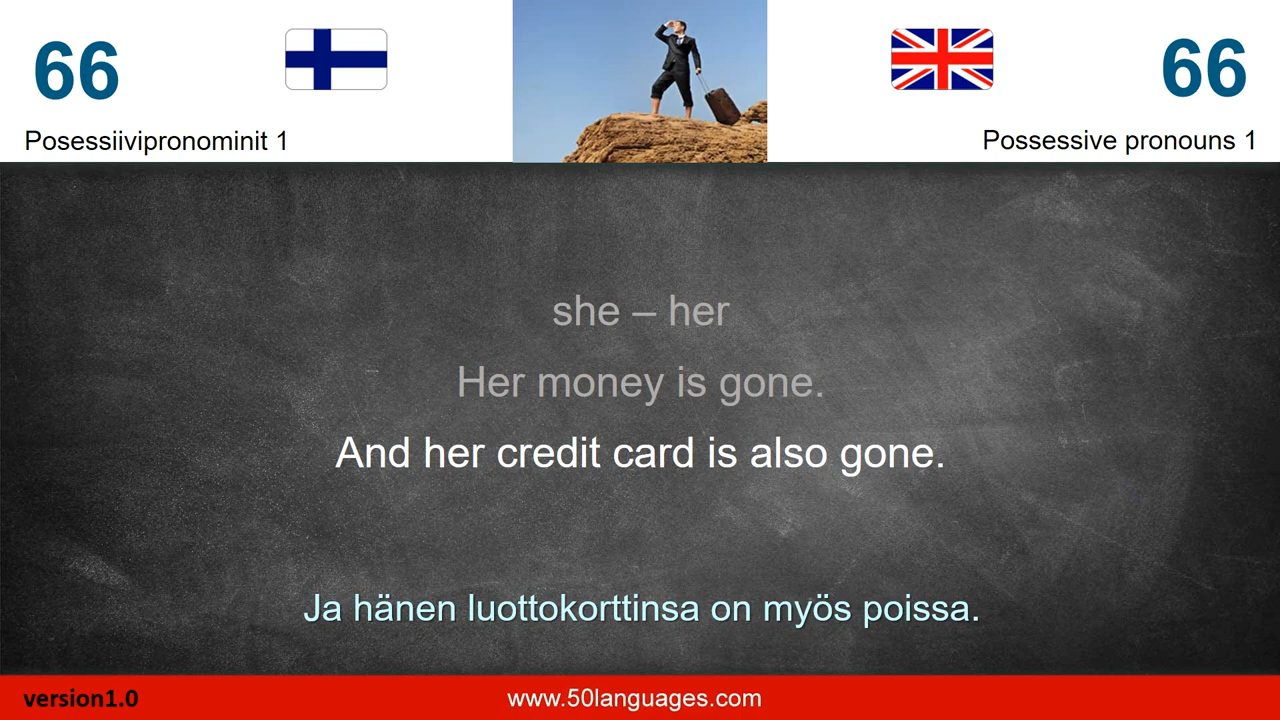 66
66
Posessiivipronominit 1
Possessive pronouns 1
she – her
Her money is gone.
And her credit card is also gone.
Ja hänen luottokorttinsa on myös poissa.
version1.0
www.50languages.com